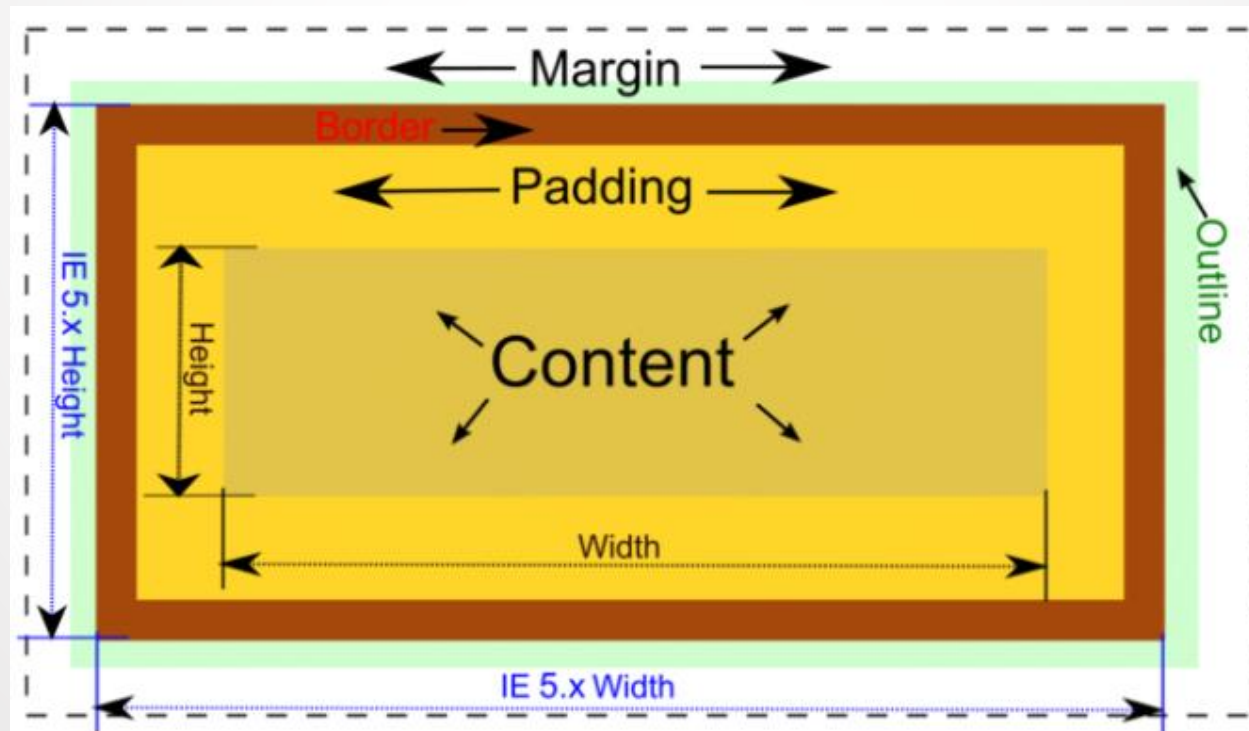 Margin
Border
Padding
Outline
IE 5.x Height
Height
Content
Width
IE 5.x Width